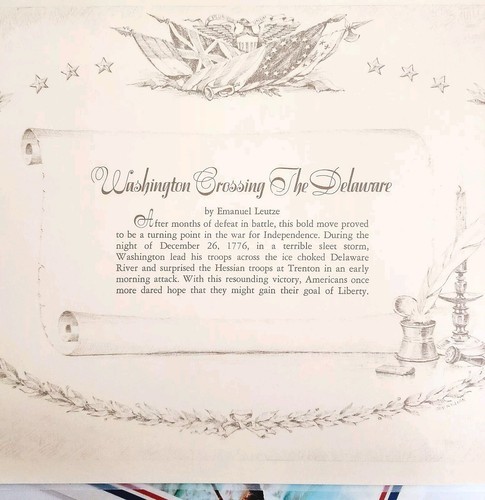 Washington Crossing The Delaware
by Emanuel Leutze
After months of defeat in battle, this bold move proved
to be a turning point in the war for Independence. During the
night of December 26, 1776, in a terrible sleet storm,
Washington lead his troops across the ice choked Delaware
River and surprised the Hessian troops at Trenton in an early
morning attack. With this resounding victory, Americans once
more dared hope that they might gain their goal of Liberty.